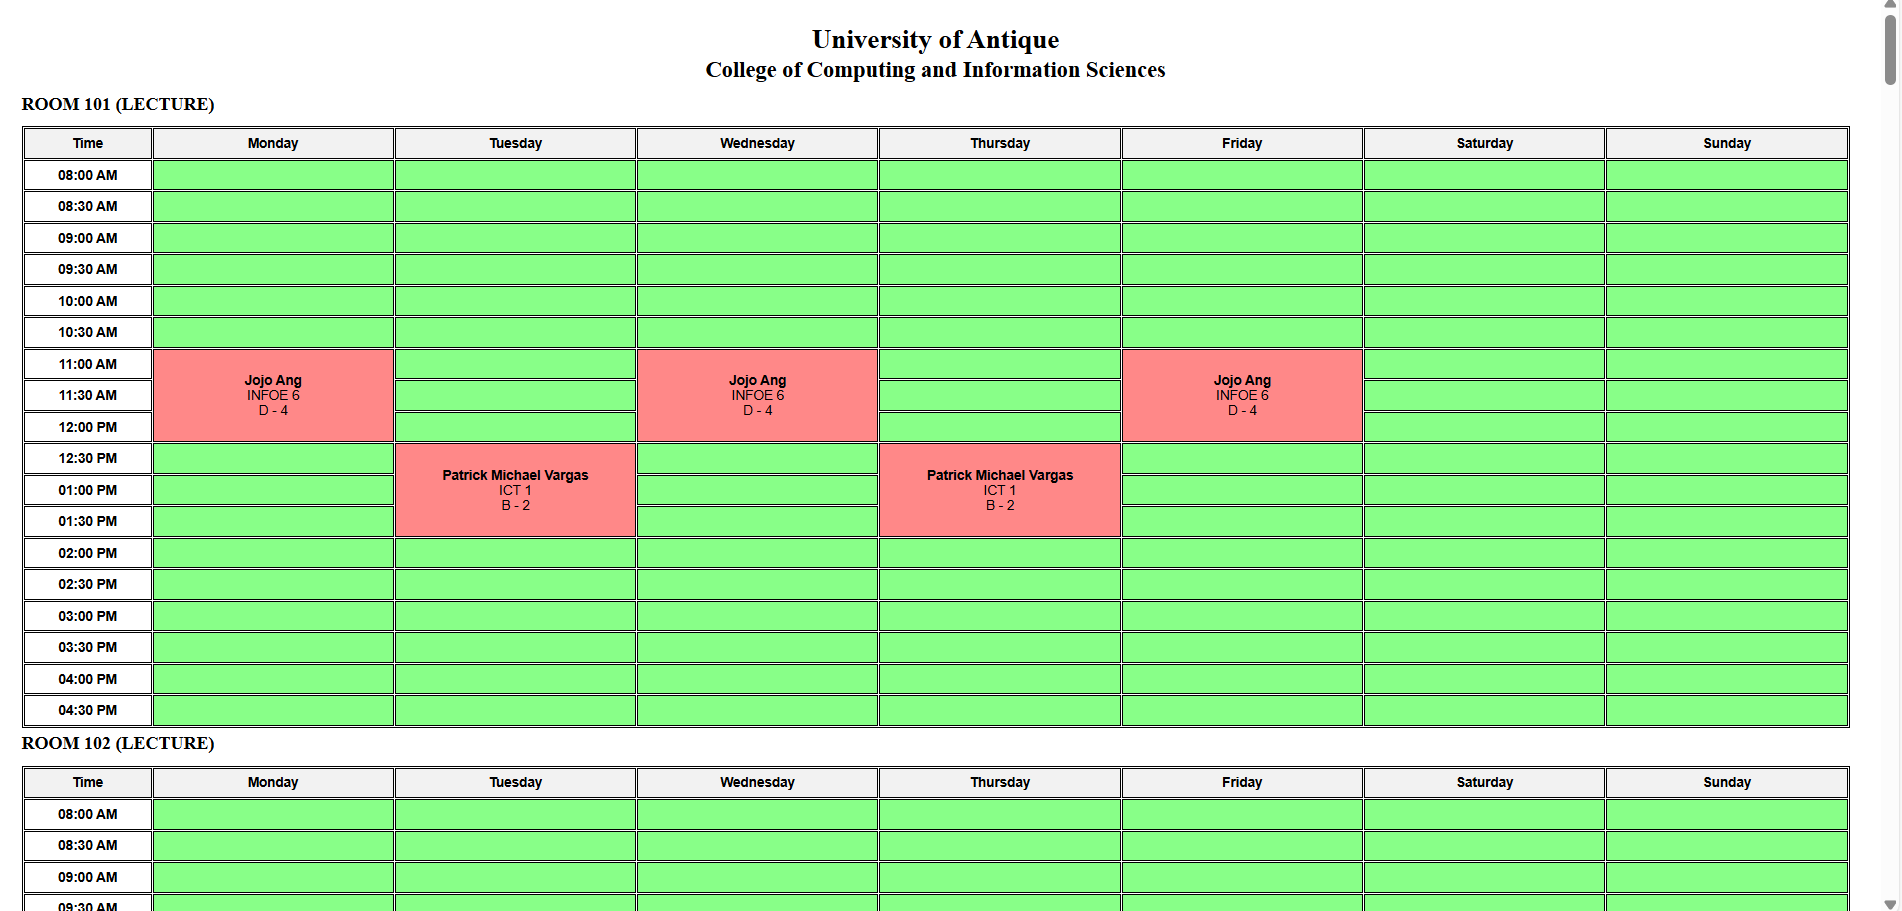 University of Antique
College of Computing and Information Sciences
ROOM 101 (LECTURE)
Time Monday Tuesday Wednesday Thursday Friday Saturday Sunday
08:00 AM
08:30 AM
09:00 AM
09:30 AM
10:00 AM
10:30 AM
11:00 AM
Jojo Ang Jojo Ang Jojo Ang
11:30 AM INFOE 6 INFOE 6 INFOE 6
D - 4 D - 4 D - 4
12:00 PM
12:30 PM
Patrick Michael Vargas Patrick Michael Vargas
01:00 PM ICT 1 ICT 1
B - 2 B - 2
01:30 PM
02:00 PM
02:30 PM
03:00 PM
03:30 PM
04:00 PM
04:30 PM
ROOM 102 (LECTURE)
Time Monday Tuesday Wednesday Thursday Friday Saturday Sunday
08:00 AM
08:30 AM
09:00 AM
09:30 AM